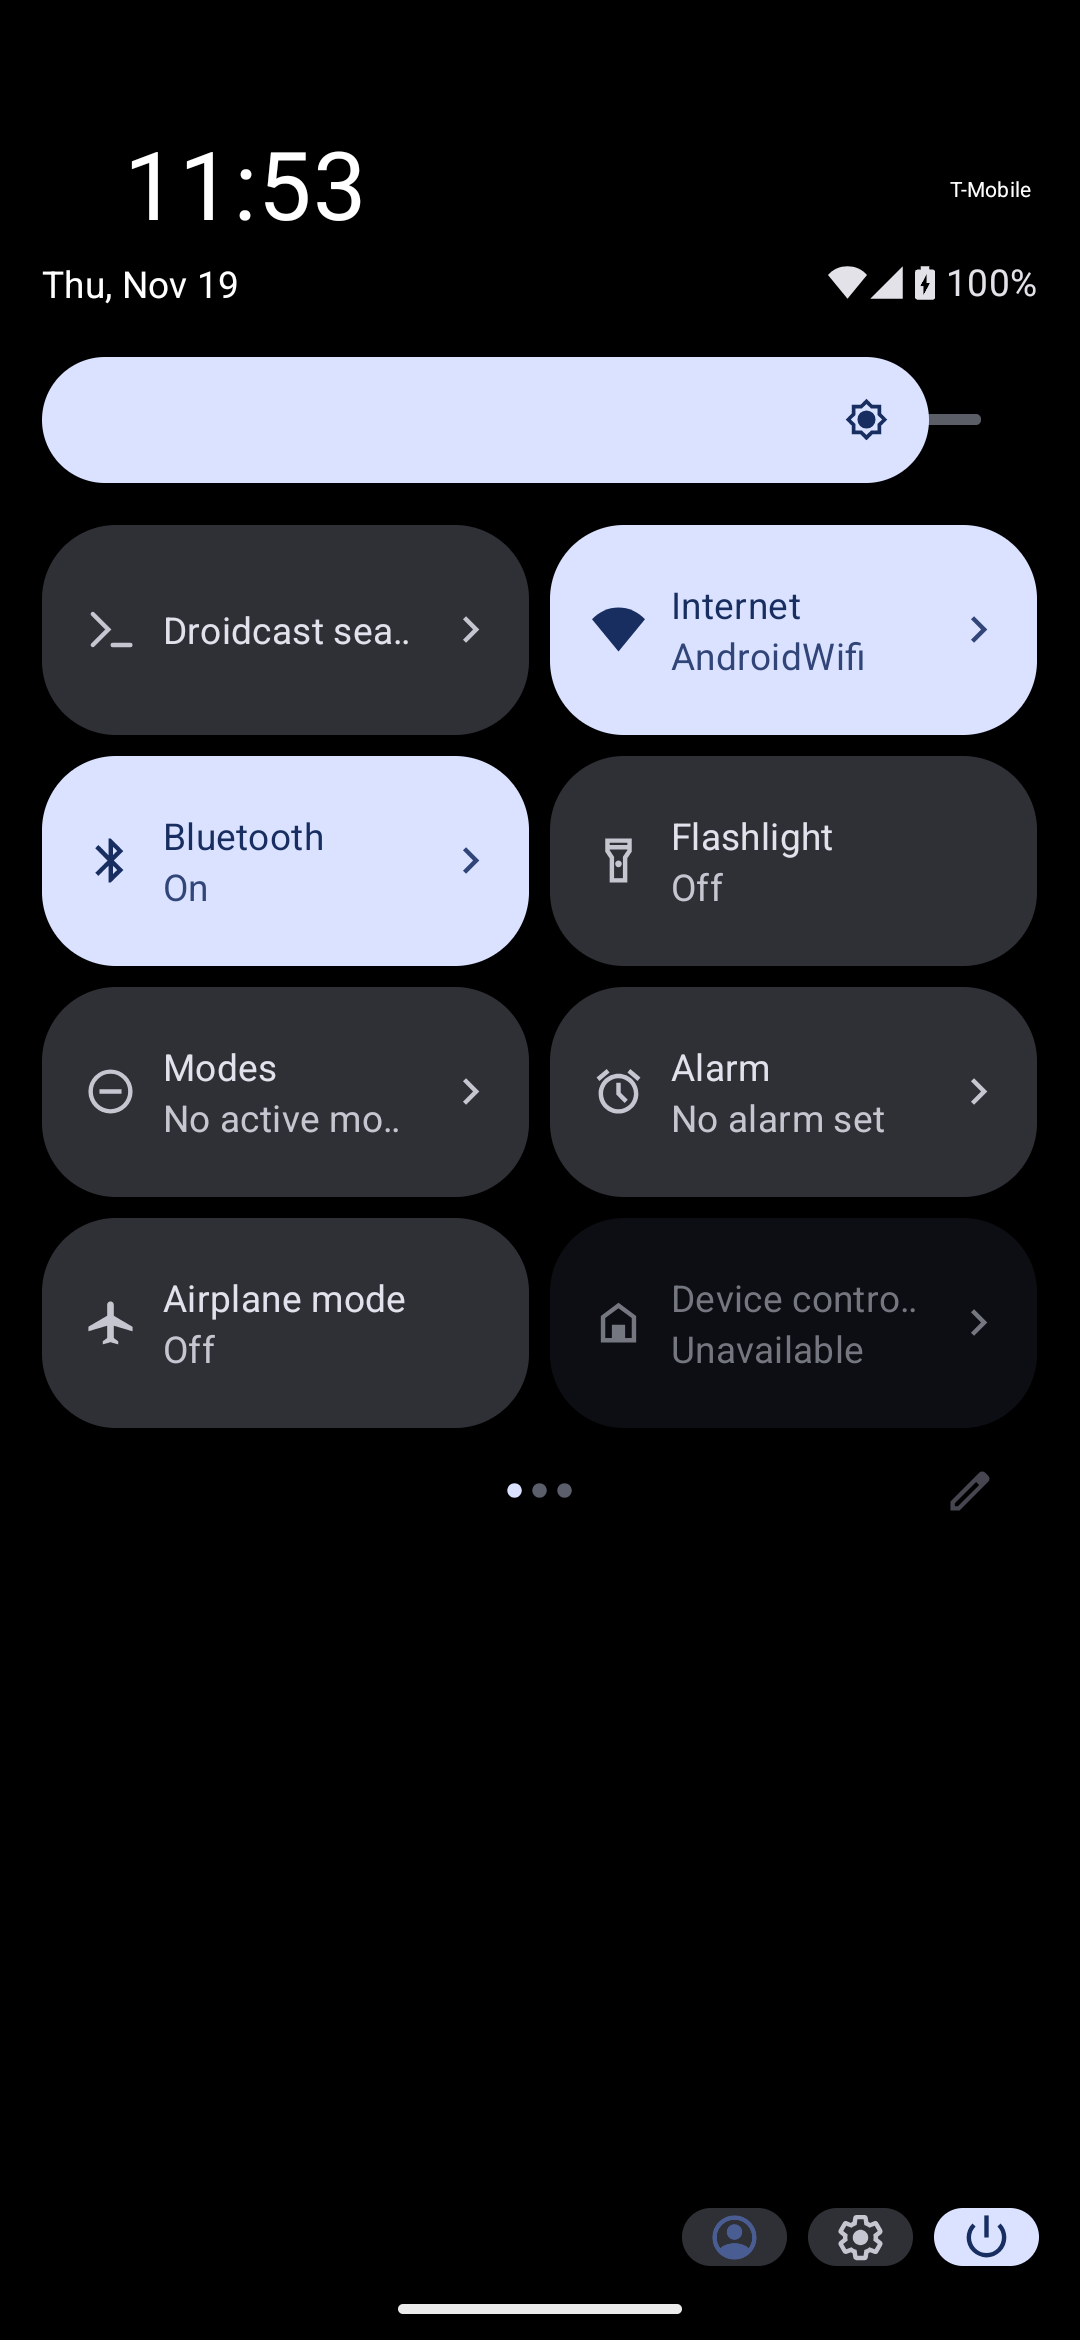 11:53
T-Mobile
Thu, Nov 19
100%
Droidcast sea..
Internet
AndroidWifi
Bluetooth
On
Flashlight
Off
Modes
No active mo..
Alarm
No alarm set
Airplane mode
Off
Device contro..
Unavailable